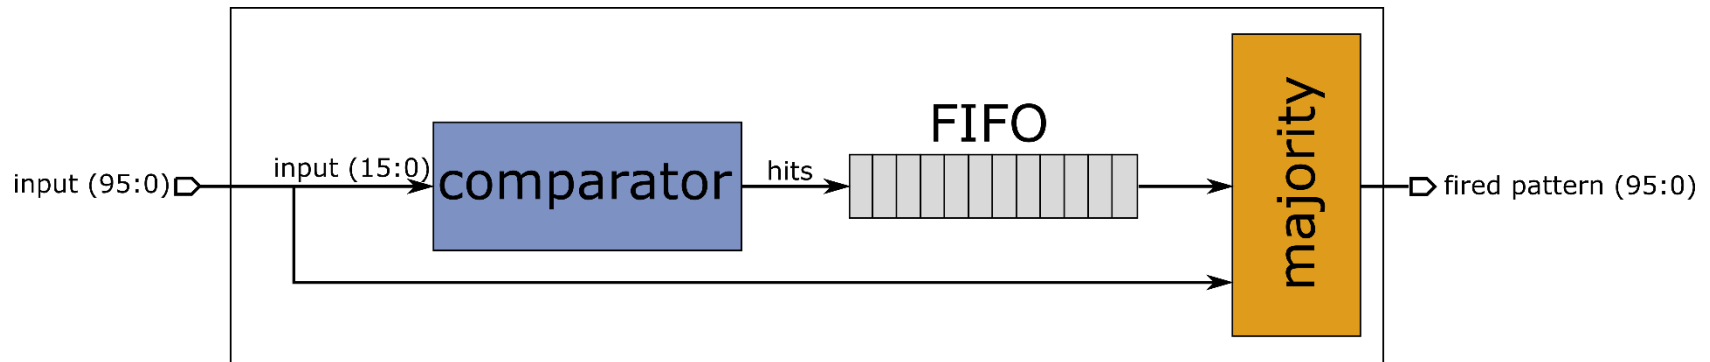 input (95:0)
input (15:0)
comparator
hits
FIFO
majority
fired pattern (95:0)